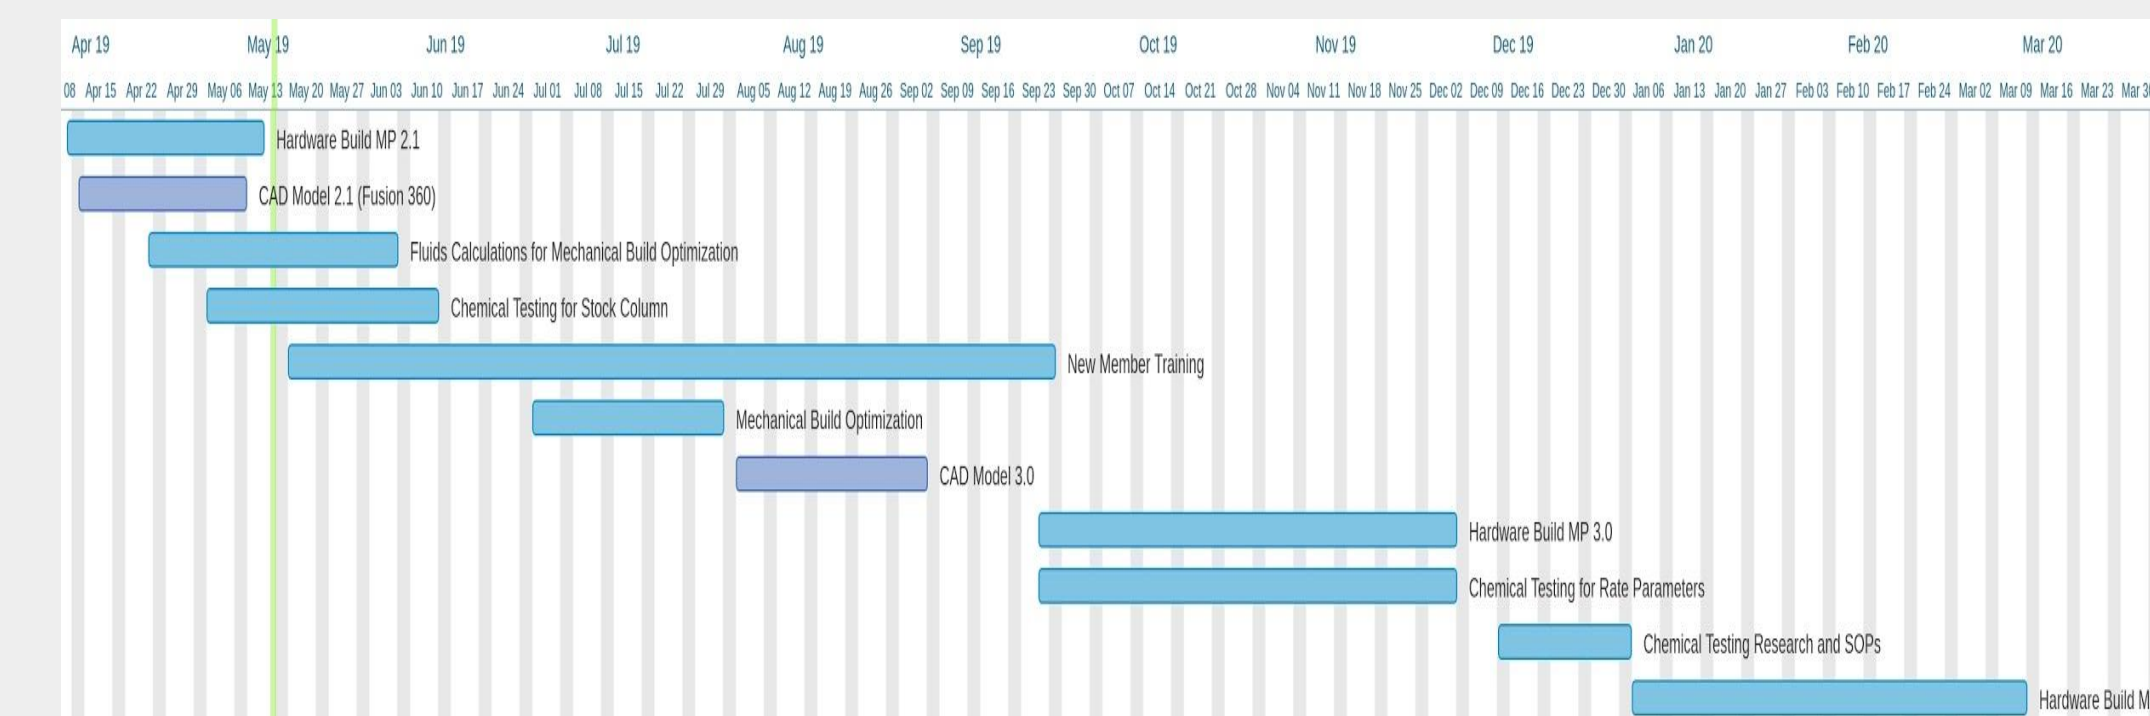 Apr 19 May 19 Jun 19 Jul 19 Aug 19 Sep 19 Oct 19 Nov 19 Dec 19 Jan 20 Feb 20 Mar 20
08 Apr 15 Apr 22 Apr 29 May 06 May 13 May 20 May 27 Jun 03 Jun 10 Jun 17 Jun 24 Jul 01 Jul 08 Jul 15 Jul 22 Jul 29 Aug 05 Aug 12 Aug 19 Aug 26 Sep 02 Sep 09 Sep 16 Sep 23 Sep 30 Oct 07 Oct 14 Oct 21 Oct 28 Nov 04 Nov 11 Nov 18 Nov 25 Dec 02 Dec 09 Dec 16 Dec 23 Dec 30 Jan 06 Jan 13 Jan 20 Jan 27 Feb 03 Feb 10 Feb 17 Feb 24 Mar 02 Mar 09 Mar 16 Mar 23 Mar
Hardware Build MP 2.1
CAD Model 2.1 (Fusion 360)
Fluids Calculations for Mechanical Build Optimization
Chemical Testing for Stock Column
New Member Training
Mechanical Build Optimization
CAD Model 3.0
Hardware Build MP 3.0
Chemical Testing for Rate Parameters
Chemical Testing Research and SOPs
Hardware Build